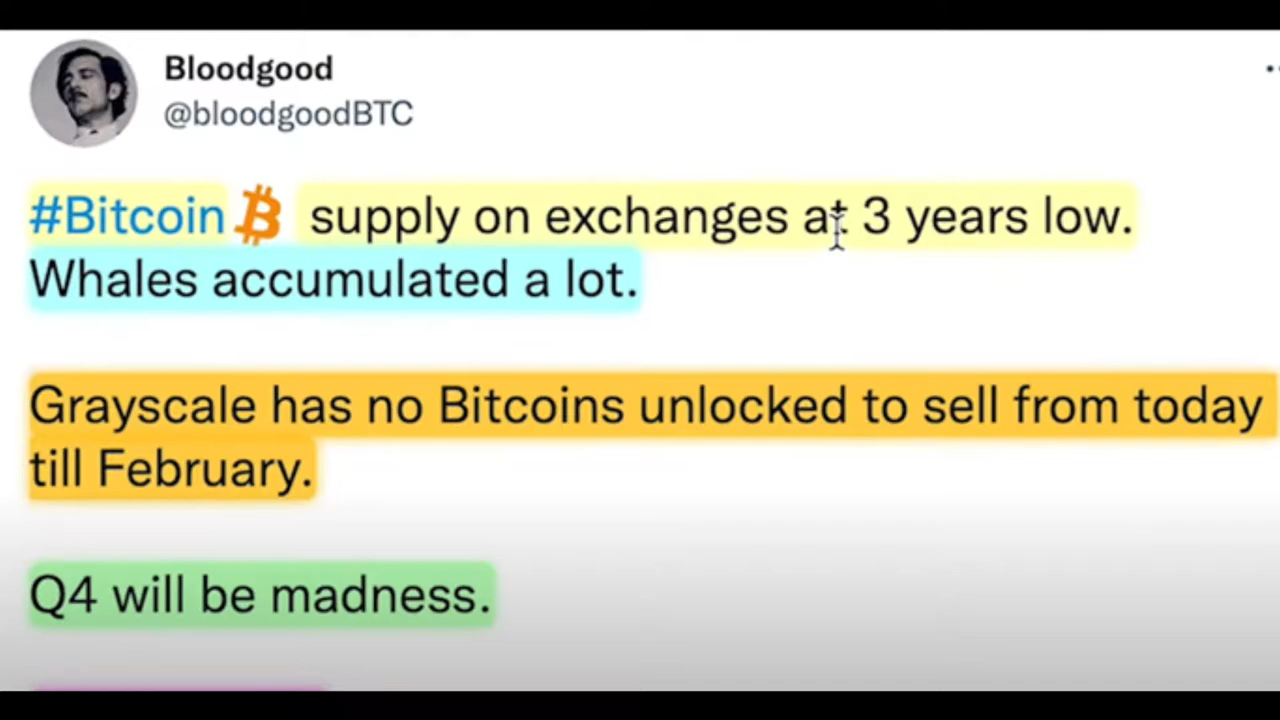 Bloodgood
@bloodgoodBTC
#Bitcoin supply on exchanges at 3 years low.
Whales accumulated a lot.
Grayscale has no Bitcoins unlocked to sell from today
till February.
Q4 will be madness.